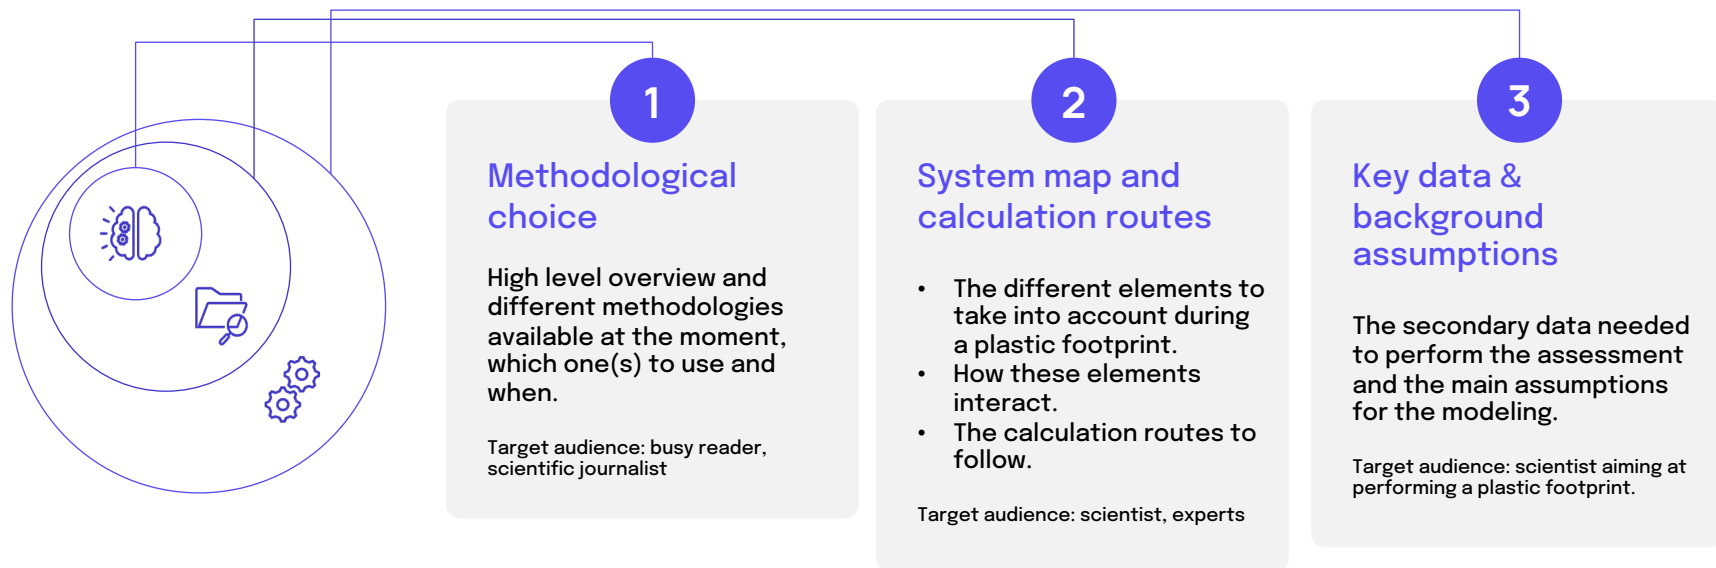 1
Methodological
choice
High level overview and
different methodologies
available at the moment,
which one(s) to use and
when.
Target audience: busy reader,
scientific journalist
2
System map and
calculation routes
• The different elements to
take into account during
a plastic footprint.
• How these elements
interact.
• The calculation routes to
follow.
Target audience: scientist, experts
3
Key data &
background
assumptions
The secondary data needed
to perform the assessment
and the main assumptions
for the modeling.
Target audience: scientist aiming at
performing a plastic footprint.